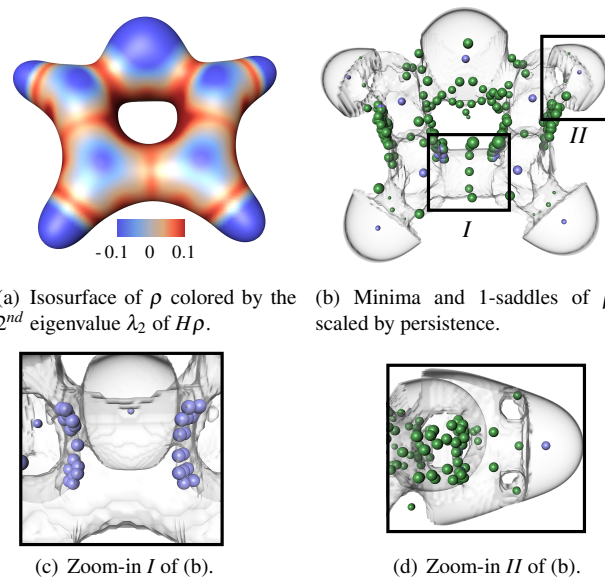 - 0.1 0 0.1
I
II
(a) Isosurface of ρ colored by the
2nd eigenvalue λ2 of Hρ.
(b) Minima and 1-saddles of
scaled by persistence.
(c) Zoom-in I of (b).
(d) Zoom-in II of (b).